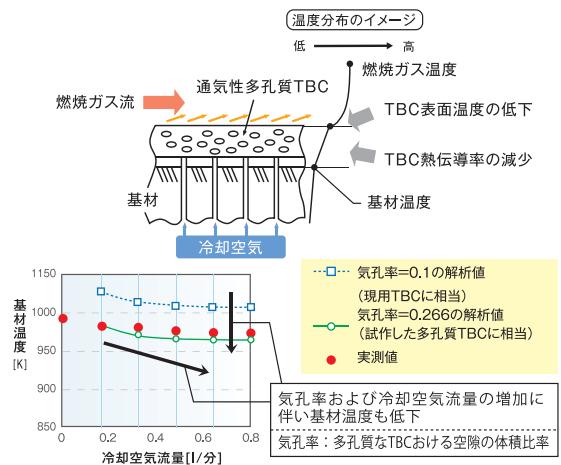 温度分布のイメージ
低
高
燃焼ガス温度
通気性多孔質TBC
燃焼ガス流
TBC表面温度の低下
TBC熱伝導率の減少
基材
基材温度
冷却空気
1150
1000
950
900
850
基材温度
[K]
0
0.2
0.4
0.6
0.8
冷却空気流量[l/分]
気孔率=0.1の解析値
(現用TBCに相当)
気孔率=0.266の解析値
(試作した多孔質TBCに相当)
実測値
気孔率および冷却空気流量の増加に
伴い基材温度も低下
気孔率:多孔質なTBCおける空隙の体積比率